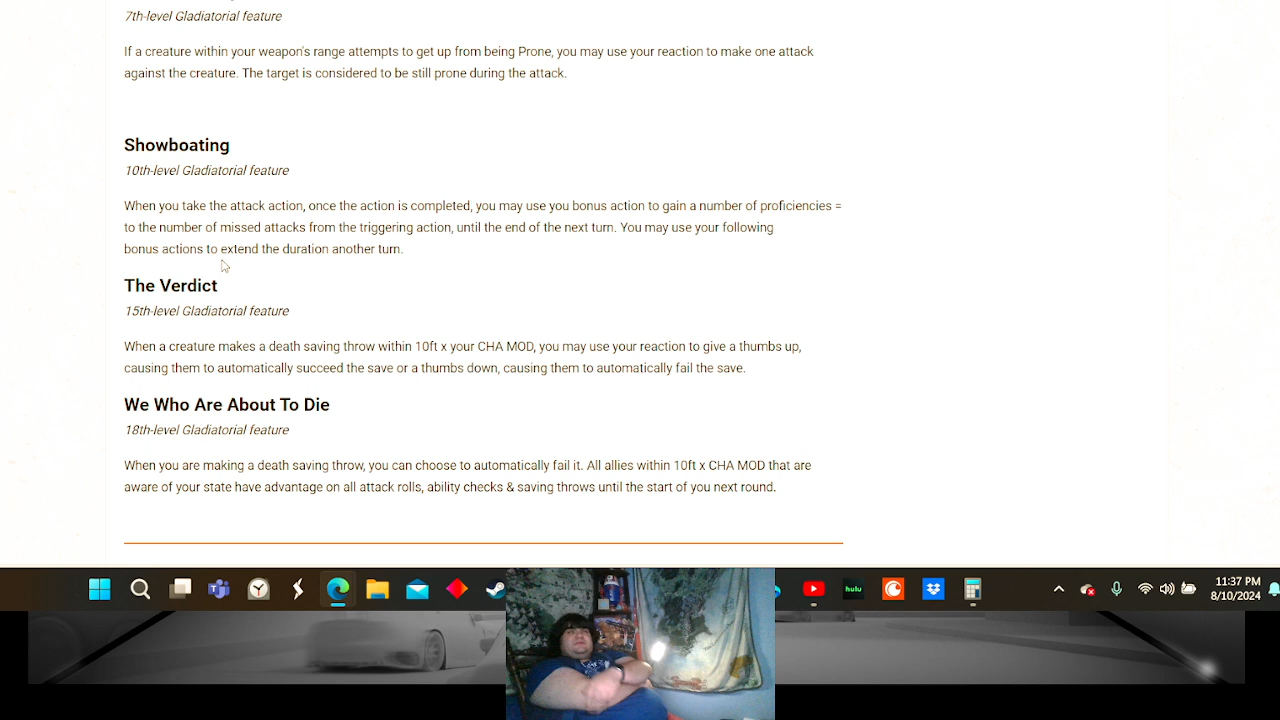 7th-level Gladiatorial feature
If a creature within your weapon's range attempts to get up from being Prone, you may use your reaction to make one attack
against the creature. The target is considered to be still prone during the attack.
Showboating
10th-level Gladiatorial feature
When you take the attack action, once the action is completed, you may use you bonus action to gain a number of proficiencies =
to the number of missed attacks from the triggering action, until the end of the next turn. You may use your following
bonus actions to extend the duration another turn.
The Verdict
15th-level Gladiatorial feature
When a creature makes a death saving throw within 10ft x your CHA MOD, you may use your reaction to give a thumbs up,
causing them to automatically succeed the save or a thumbs down, causing them to automatically fail the save.
We Who Are About To Die
18th-level Gladiatorial feature
When you are making a death saving throw, you can choose to automatically fail it. All allies within 10ft x CHA MOD that are
aware of your state have advantage on all attack rolls, ability checks & saving throws until the start of you next round.
hulu
11:37 PM
8/10/2024